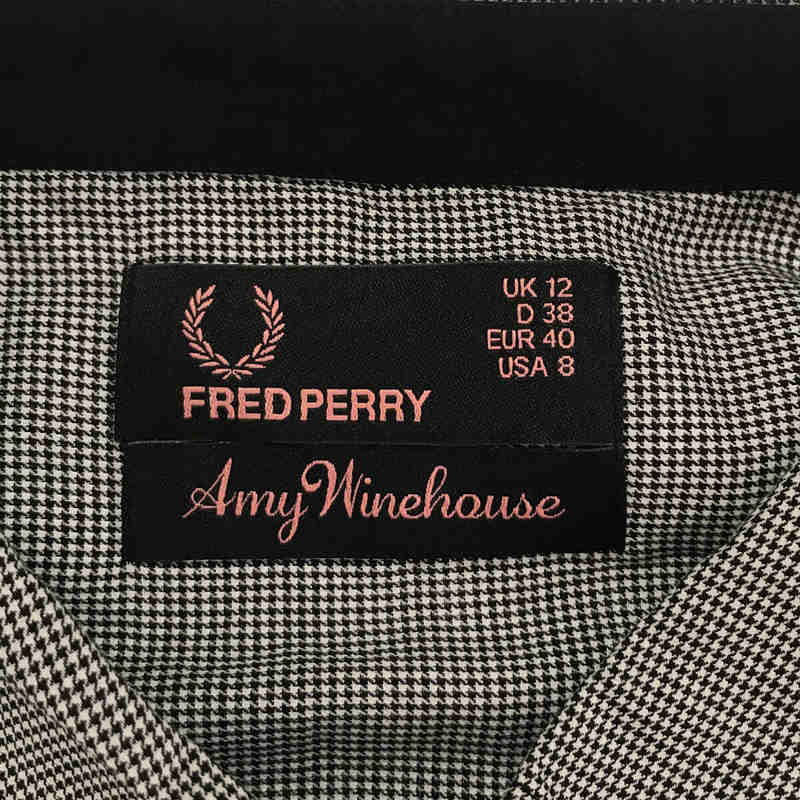 UK 12
D 38
EUR 40
USA 8
FRED PERRY
Amy Winehouse